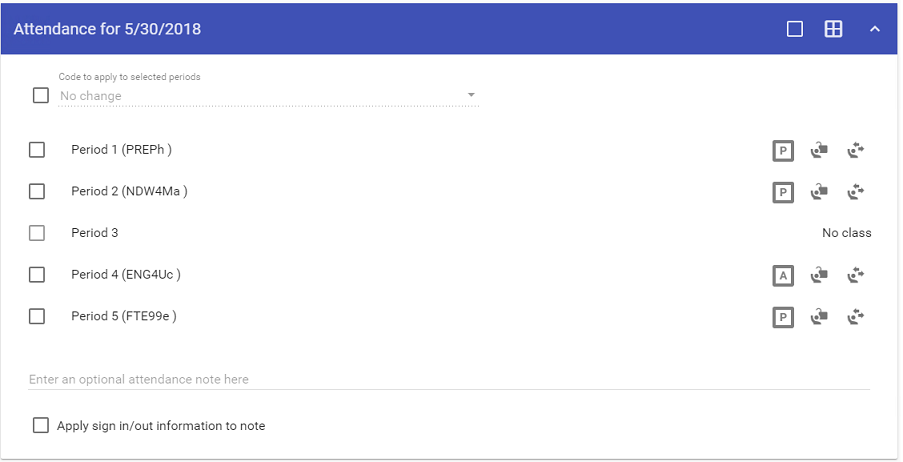 Attendance for 5/30/2018
Code to apply to selected periods
No change
Period 1 (PREPh ) P
Period 2 (NDW4Ma ) P
Period 3 No class
Period 4 (ENG4Uc ) A
Period 5 (FTE99e ) P
Enter an optional attendance note here
Apply sign in/out information to note